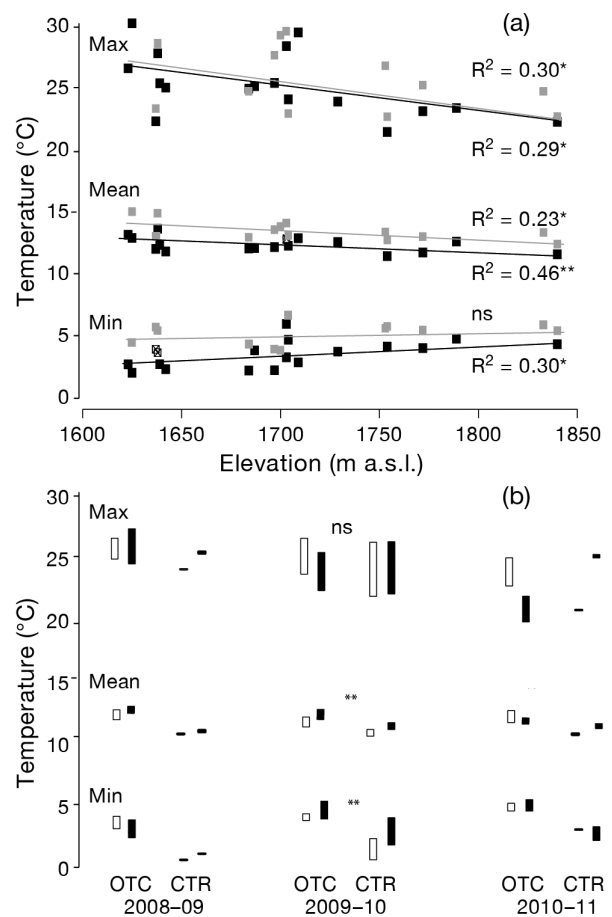 30
(a)
Max
R² = 0.30*
25
20
R² = 0.29*
Temperature (°C)
Mean
15
R² = 0.23*
10
R² = 0.46**
Min
ns
5
R² = 0.30*
0
1600 1650 1700 1750 1800 1850
Elevation (m a.s.l.)
30
(b)
Max
ns
25
20
Temperature (°C)
15
Mean
**
10
Min
**
5
0
OTC CTR OTC CTR OTC CTR
2008–09 2009–10 2010–11